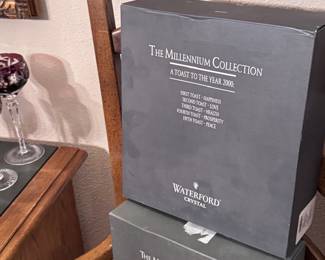 THE MILLENNIUM COLLECTION
A TOAST TO THE YEAR 2000:
FIRST TOAST - HAPPINESS
SECOND TOAST - LOVE
THIRD TOAST - HEALTH
FOURTH TOAST - PROSPERITY
FIFTH TOAST - PEACE
WATERFORD
CRYSTAL
THE M